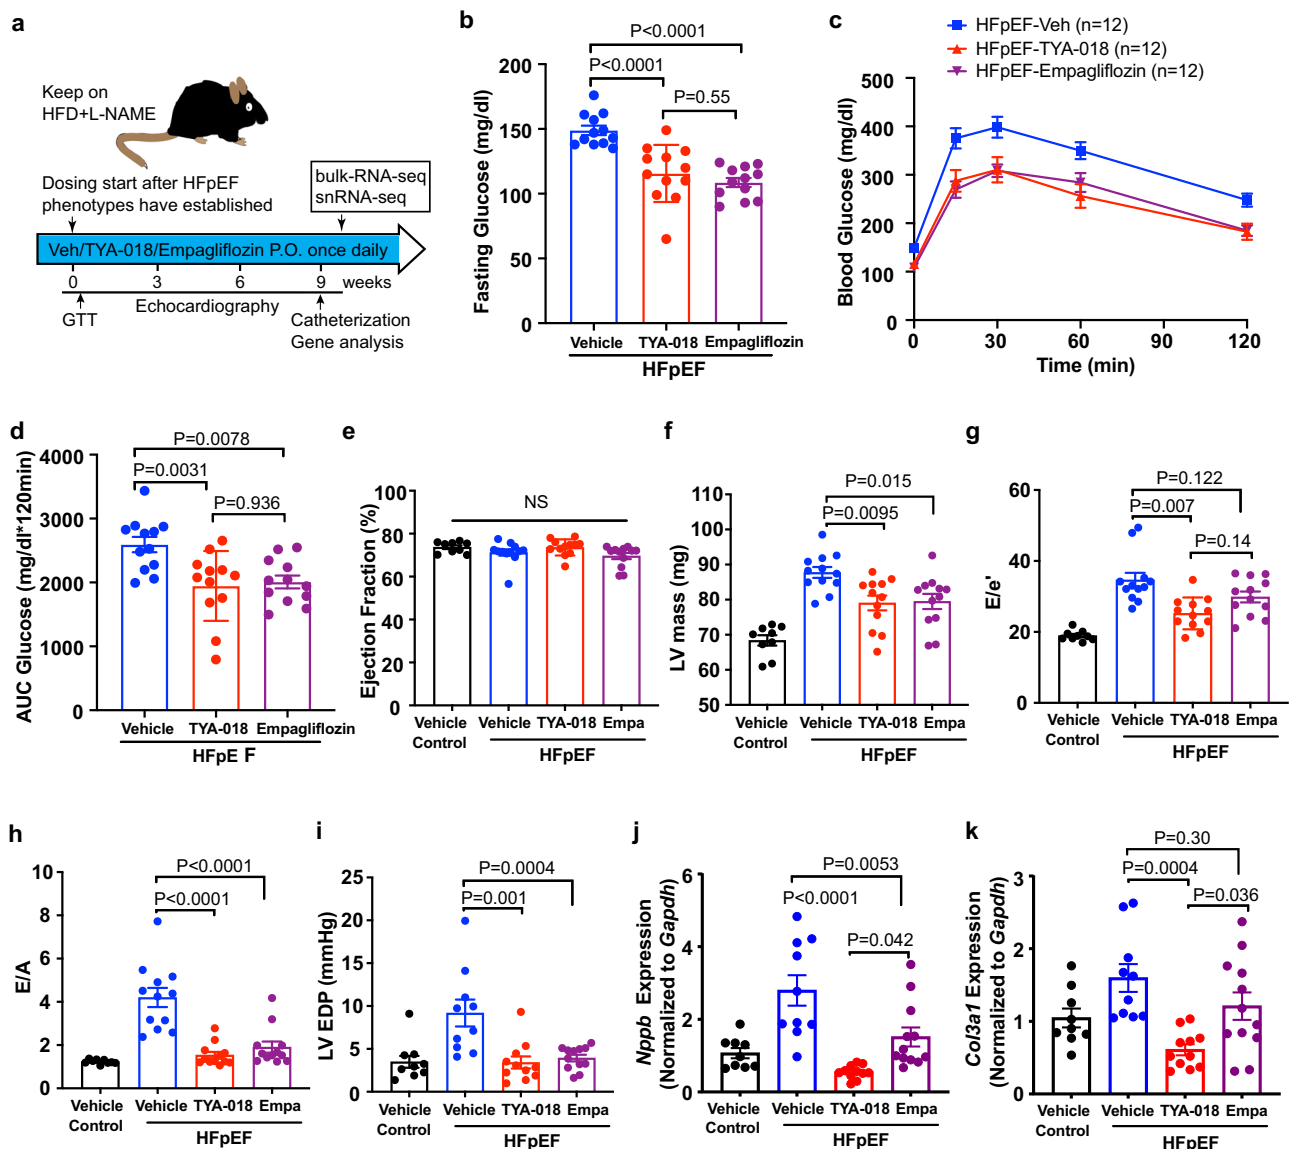 a
Keep on
HFD+L-NAME
Dosing start after HFpEF
phenotypes have established
bulk-RNA-seq
snRNA-seq
Veh/TYA-018/Empagliflozin P.O. once daily
0 3 6 9 weeks
Echocardiography
GTT
Catheterization
Gene analysis
b
P<0.0001
P<0.0001
P=0.55
Fasting Glucose (mg/dl)
200
150
100
50
0
Vehicle TYA-018 Empagliflozin
HFpEF
c
HFpEF-Veh (n=12)
HFpEF-TYA-018 (n=12)
HFpEF-Empagliflozin (n=12)
Blood Glucose (mg/dl)
500
400
300
200
100
0
0 30 60 90 120
Time (min)
d
P=0.0078
P=0.0031
P=0.936
AUC Glucose (mg/dl*120min)
4000
3000
2000
1000
0
Vehicle TYA-018 Empagliflozin
HFpE F
e
NS
Ejection Fraction (%)
100
80
60
40
20
0
Vehicle Control
Vehicle TYA-018 Empa
HFpEF
f
P=0.015
P=0.0095
LV mass (mg)
110
100
90
80
70
60
50
Vehicle Control
Vehicle TYA-018 Empa
HFpEF
g
P=0.122
P=0.007
P=0.14
E/e'
60
40
20
0
Vehicle Control
Vehicle TYA-018 Empa
HFpEF
h
P<0.0001
P<0.0001
E/A
10
8
6
4
2
0
Vehicle Control
Vehicle TYA-018 Empa
HFpEF
i
P=0.0004
P=0.001
LV EDP (mmHg)
25
20
15
10
5
0
Vehicle Control
Vehicle TYA-018 Empa
HFpEF
j
P=0.0053
P<0.0001
P=0.042
Nppb Expression
(Normalized to Gapdh)
6
4
2
0
Vehicle Control
Vehicle TYA-018 Empa
HFpEF
k
P=0.30
P=0.0004
P=0.036
Col3a1 Expression
(Normalized to Gapdh)
3
2
1
0
Vehicle Control
Vehicle TYA-018 Empa
HFpEF